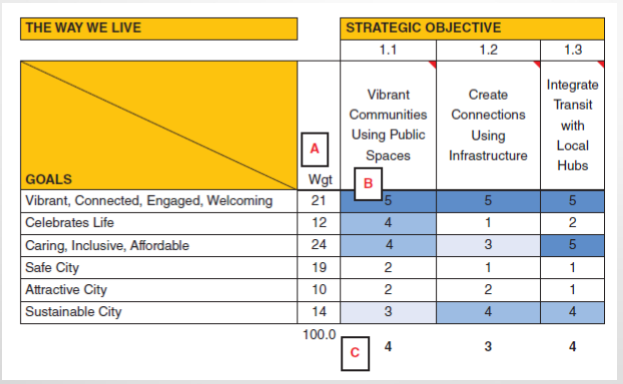 THE WAY WE LIVE STRATEGIC OBJECTIVE
1.1 1.2 1.3
Vibrant Communities Using Public Spaces
Create Connections Using Infrastructure
Integrate Transit with Local Hubs
A
GOALS Wgt B
Vibrant, Connected, Engaged, Welcoming 21 5 5 5
Celebrates Life 12 4 1 2
Caring, Inclusive, Affordable 24 4 3 5
Safe City 19 2 1 1
Attractive City 10 2 2 1
Sustainable City 14 3 4 4
100.0
C 4 3 4